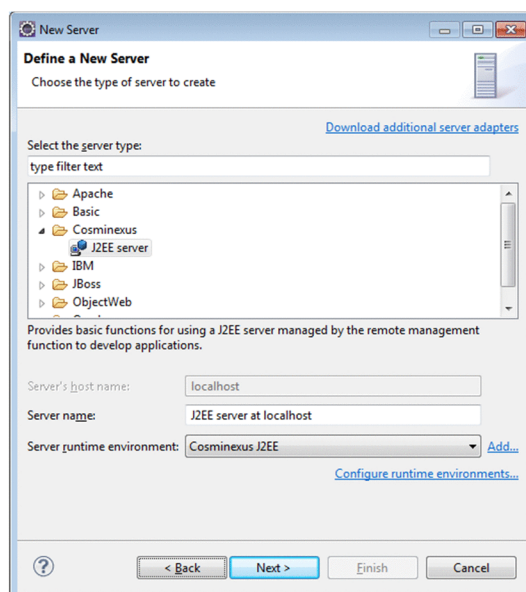 New Server
Define a New Server
Choose the type of server to create
Download additional server adapters
Select the server type:
type filter text
Apache
Basic
Cosminexus
J2EE server
IBM
JBoss
ObjectWeb
Provides basic functions for using a J2EE server managed by the remote management
function to develop applications.
Server's host name: localhost
Server name: J2EE server at localhost
Server runtime environment: Cosminexus J2EE Add...
Configure runtime environments...
< Back Next > Finish Cancel